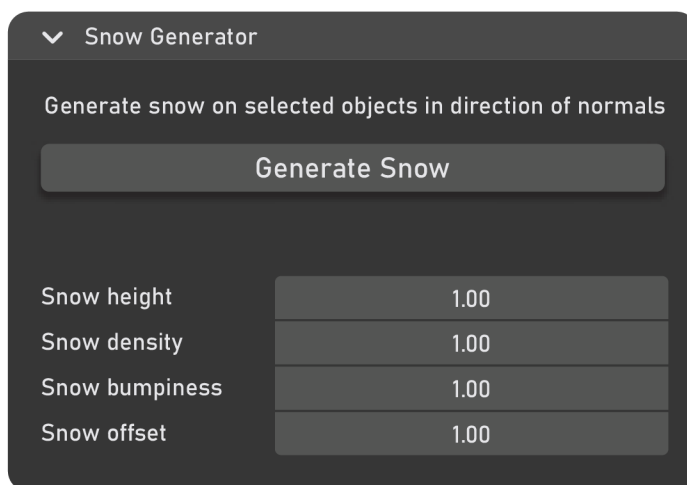 Snow Generator
Generate snow on selected objects in direction of normals
Generate Snow
Snow height 1.00
Snow density 1.00
Snow bumpiness 1.00
Snow offset 1.00